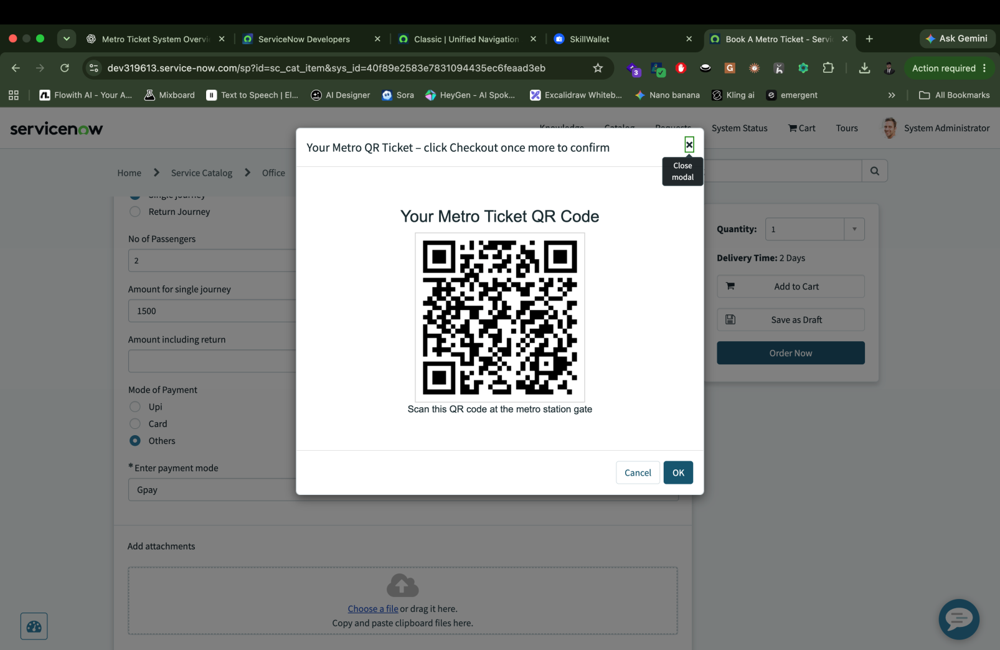 Metro Ticket System Overvi
ServiceNow Developers
Classic | Unified Navigation
SkillWallet
Book A Metro Ticket - Servi
Ask Gemini
dev319613.service-now.com/sp?id=sc_cat_item&sys_id=40f89e2583e7831094435ec6feaad3eb
3
G
Action required
Flowith AI - Your A...
Mixboard
Text to Speech | El...
AI Designer
Sora
HeyGen - AI Spok...
Excalidraw Whiteb...
Nano banana
Kling ai
emergent
All Bookmarks
servicenow
Knowledge
Catalog
Requests
System Status
Cart
Tours
System Administrator
Home
Service Catalog
Office
Your Metro QR Ticket – click Checkout once more to confirm
Close
modal
Single Journey
Return Journey
No of Passengers
2
Amount for single journey
1500
Amount including return
Mode of Payment
Upi
Card
Others
*Enter payment mode
Gpay
Your Metro Ticket QR Code
Scan this QR code at the metro station gate
Cancel
OK
Quantity:
1
Delivery Time: 2 Days
Add to Cart
Save as Draft
Order Now
Add attachments
Choose a file or drag it here.
Copy and paste clipboard files here.